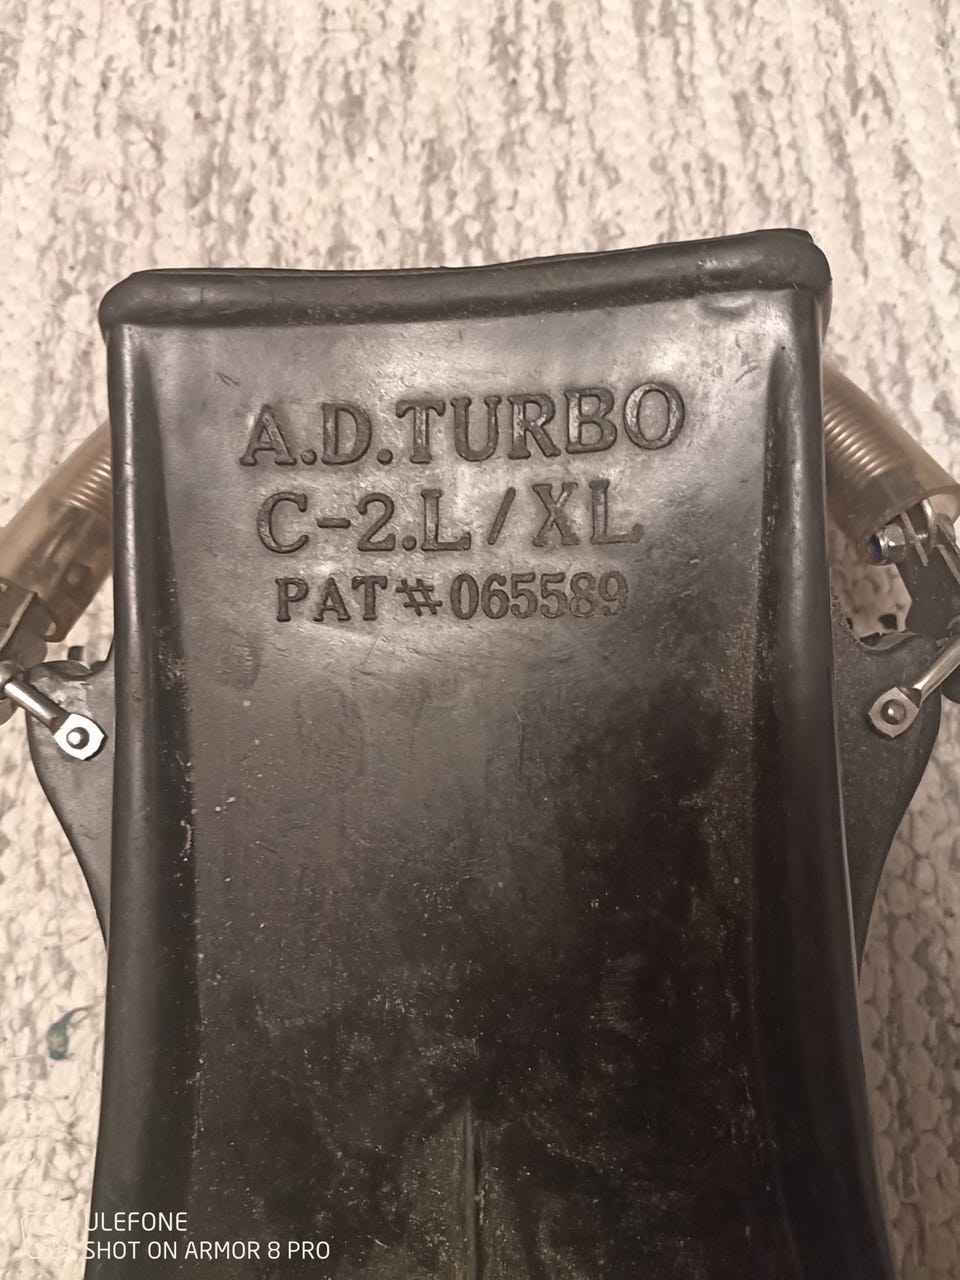 A.D.TURBO
C-2.L/XL
PAT#065589
ULEFONE
SHOT ON ARMOR 8 PRO